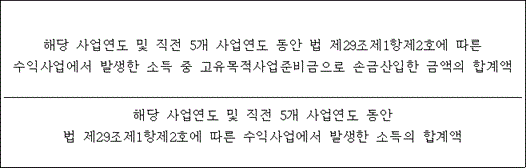 해당 사업연도 및 직전 5개 사업연도 동안 법 제29조제1항제2호에 따른
수익사업에서 발생한 소득 중 고유목적사업준비금으로 손금산입한 금액의 합계액
해당 사업연도 및 직전 5개 사업연도 동안
법 제29조제1항제2호에 따른 수익사업에서 발생한 소득의 합계액